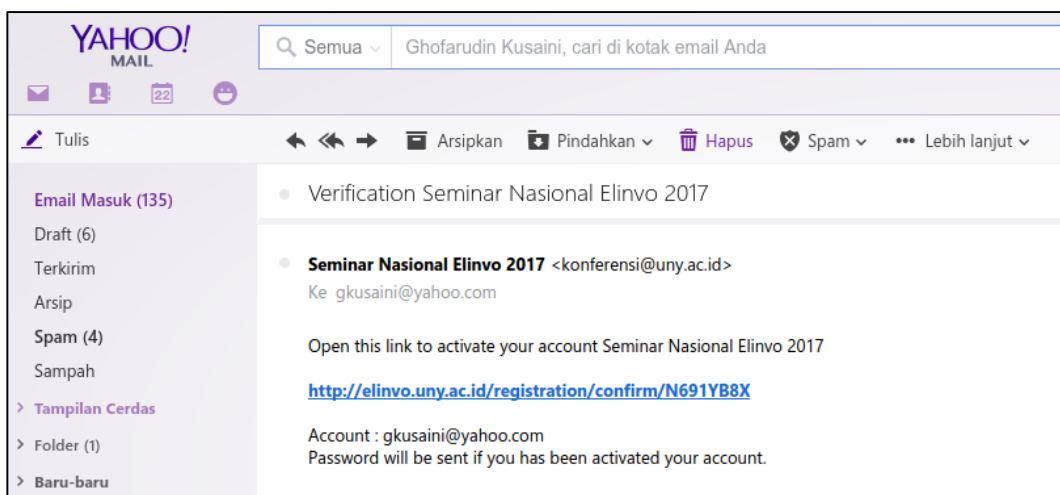 YAHOO!
MAIL
Semua
Ghofarudin Kusaini, cari di kotak email Anda
22
Tulis
Arsipkan
Pindahkan
Hapus
Spam
Lebih lanjut
Email Masuk (135)
Draft (6)
Terkirim
Arsip
Spam (4)
Sampah
Tampilan Cerdas
Folder (1)
Baru-baru
Verification Seminar Nasional Elinvo 2017
Seminar Nasional Elinvo 2017 <konferensi@uny.ac.id>
Ke gkusaini@yahoo.com
Open this link to activate your account Seminar Nasional Elinvo 2017
http://elinvo.uny.ac.id/registration/confirm/N691YB8X
Account : gkusaini@yahoo.com
Password will be sent if you has been activated your account.